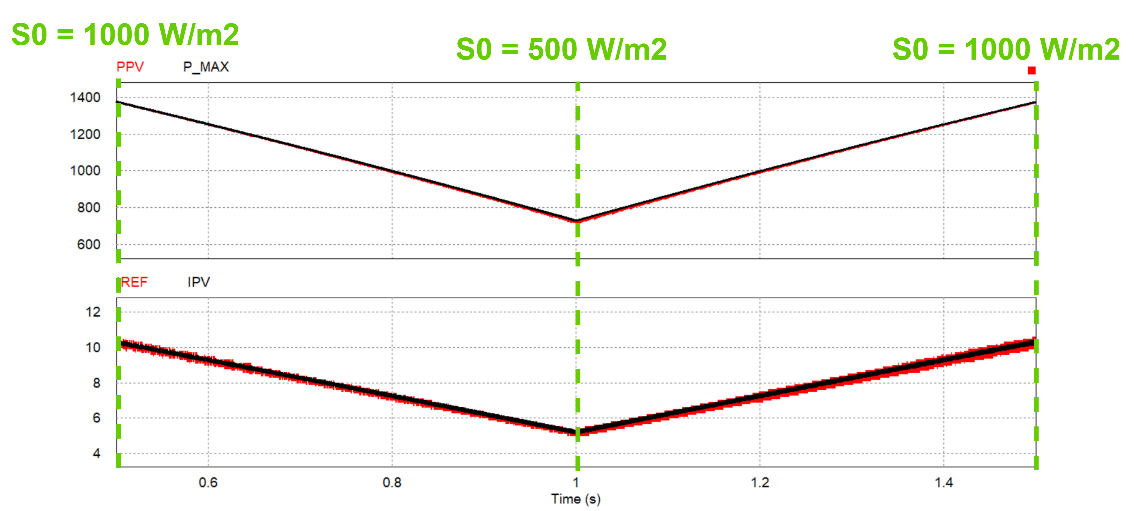 S0 = 1000 W/m2
S0 = 500 W/m2
S0 = 1000 W/m2
PPV P_MAX
1400
1200
1000
800
600
REF IPV
12
10
8
6
4
0.6 0.8 1 1.2 1.4
Time (s)